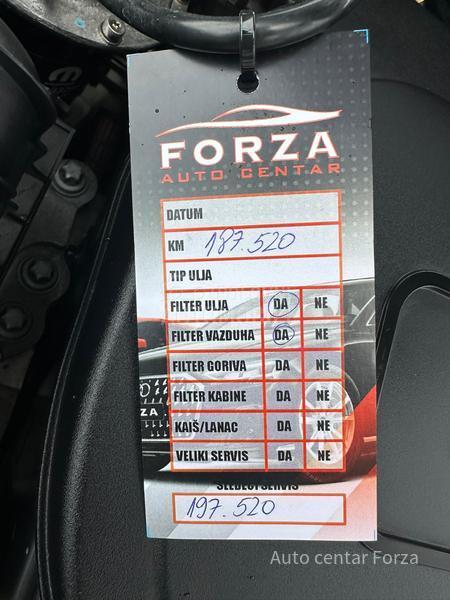 FORZA
AUTO CENTAR
DATUM
KM 187.520
TIP ULJA
FILTER ULJA DA NE
FILTER VAZDUHA DA NE
FILTER GORIVA DA NE
FILTER KABINE DA NE
KAIŠ/LANAC DA NE
VELIKI SERVIS DA NE
SLEDEĆI SERVIS
197.520
ZA
Auto centar Forza